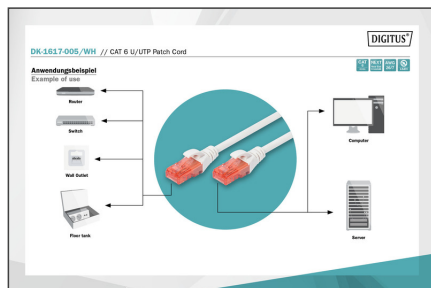 DIGITUS®
DK-1617-005/WH // CAT 6 U/UTP Patch Cord
Anwendungsbeispiel
Example of use
Router
Switch
Wall Outlet
Floor tank
Computer
Server